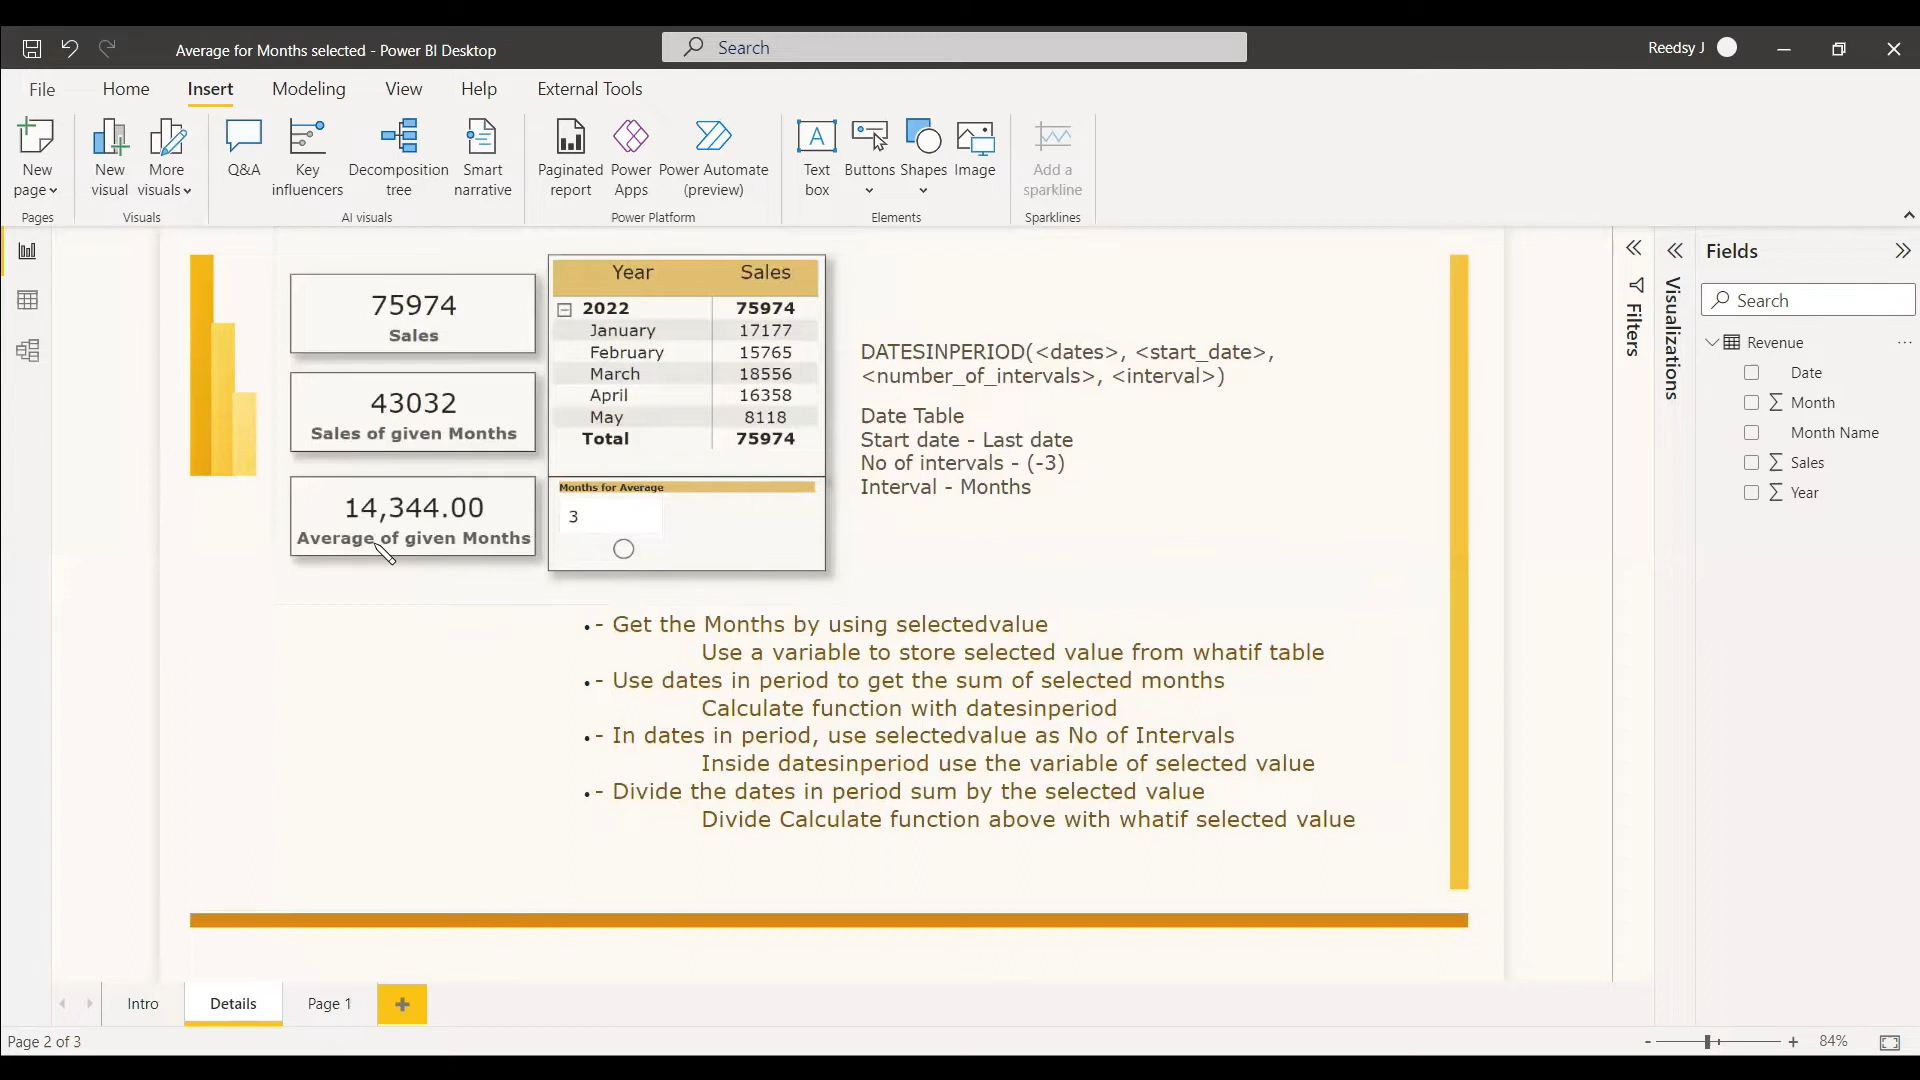 Average for Months selected - Power BI Desktop
Search
Reedsy J
File
Home
Insert
Modeling
View
Help
External Tools
New page
New visual
More visuals
Q&A
Key influencers
Decomposition tree
Smart narrative
Paginated report
Power Apps
Power Automate (preview)
A
Text box
Buttons
Shapes
Image
Add a sparkline
Pages
Visuals
AI visuals
Power Platform
Elements
Sparklines
75974
Sales
43032
Sales of given Months
14,344.00
Average of given Months
Year Sales
2022 75974
January 17177
February 15765
March 18556
April 16358
May 8118
Total 75974
Months for Average
3
DATESINPERIOD(<dates>, <start_date>,
<number_of_intervals>, <interval>)
Date Table
Start date - Last date
No of intervals - (-3)
Interval - Months
• - Get the Months by using selectedvalue
Use a variable to store selected value from whatif table
• - Use dates in period to get the sum of selected months
Calculate function with datesinperiod
• - In dates in period, use selectedvalue as No of Intervals
Inside datesinperiod use the variable of selected value
• - Divide the dates in period sum by the selected value
Divide Calculate function above with whatif selected value
Filters
Visualizations
Fields
Search
Revenue
Date
Month
Month Name
Sales
Year
Intro
Details
Page 1
Page 2 of 3
84%